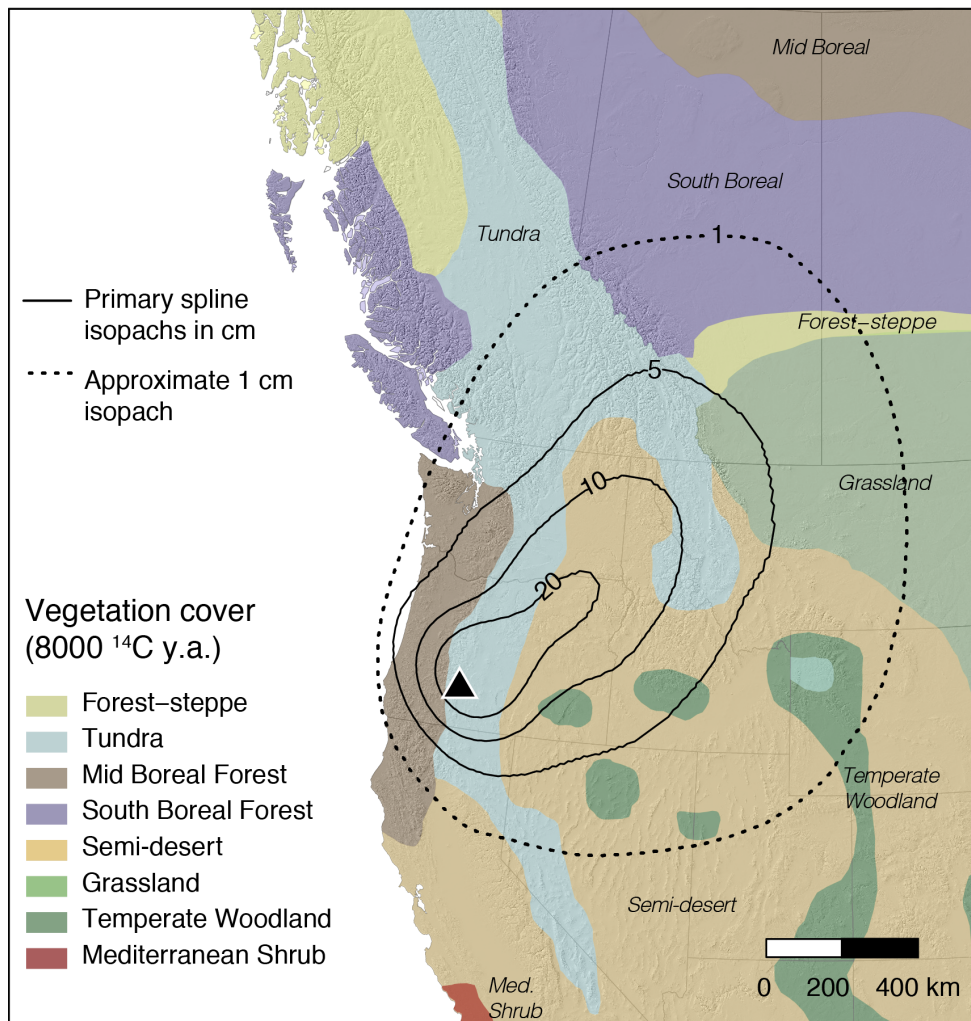 Mid Boreal
South Boreal
Tundra
1
Primary spline
isopachs in cm
Approximate 1 cm
isopach
Forest–steppe
5
10
Grassland
20
Vegetation cover
(8000 ¹⁴C y.a.)
Forest–steppe
Tundra
Mid Boreal Forest
South Boreal Forest
Semi-desert
Grassland
Temperate Woodland
Mediterranean Shrub
Temperate
Woodland
Semi-desert
Med.
Shrub
0 200 400 km